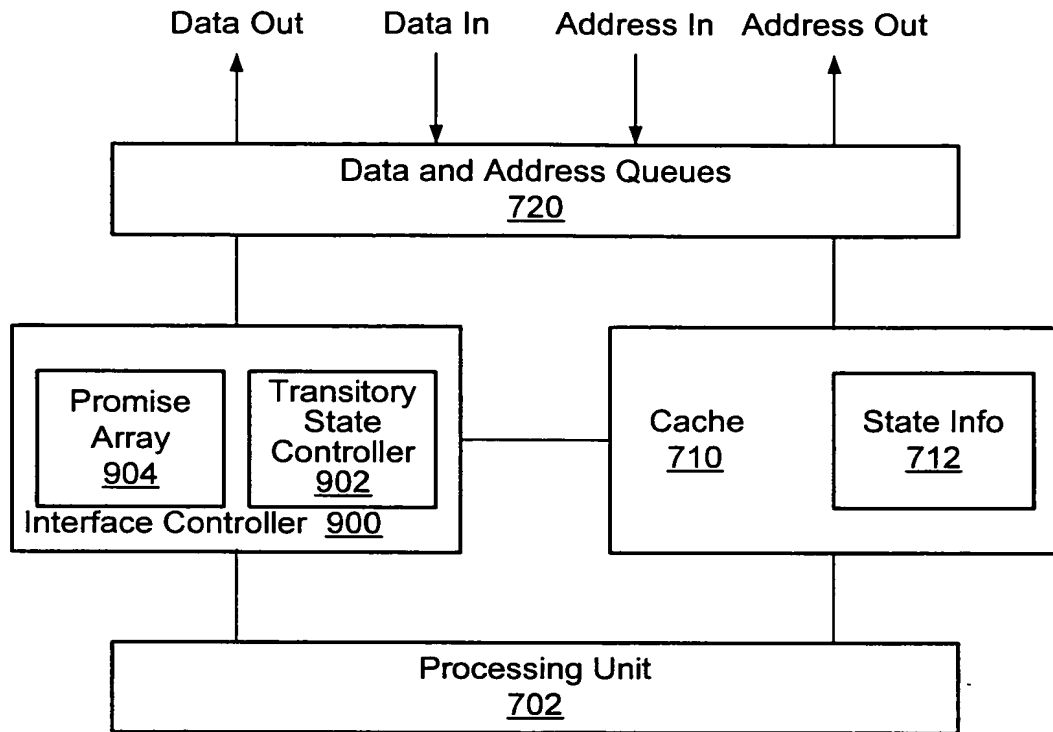 Data Out
Data In
Address In
Address Out
Data and Address Queues
720
Promise
Array
904
Transitory
State
Controller
902
Interface Controller 900
Cache
710
State Info
712
Processing Unit
702